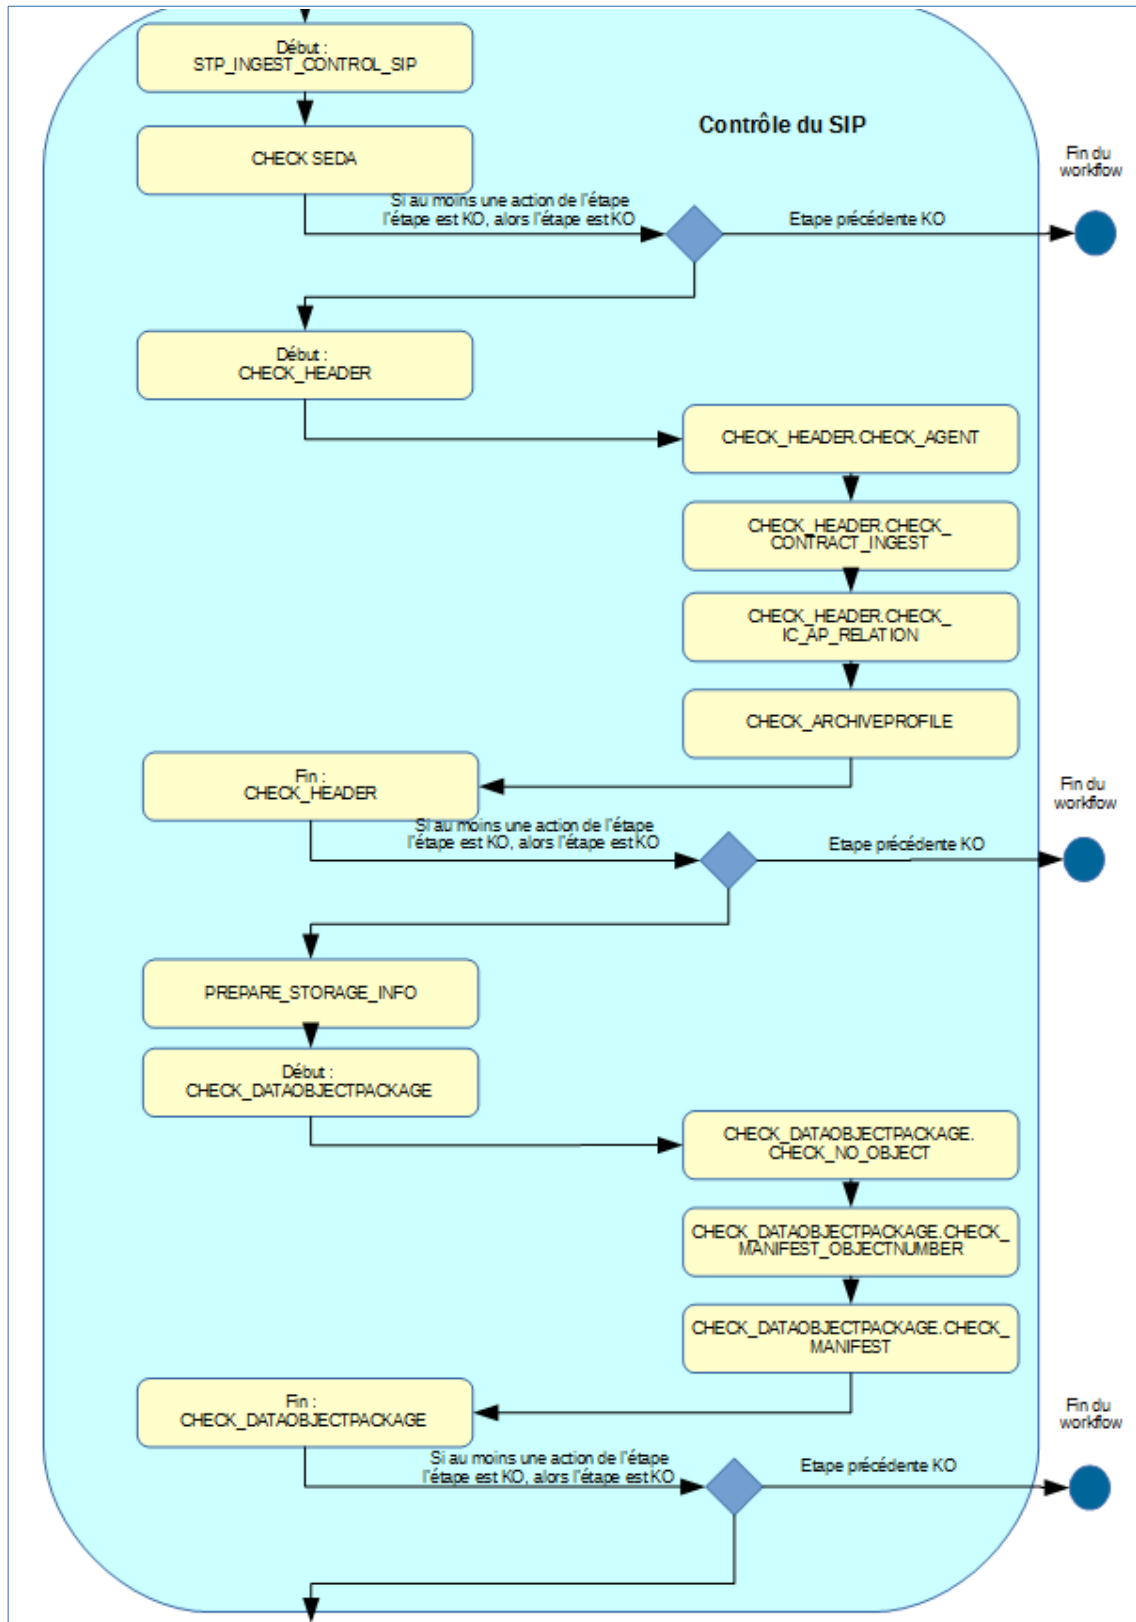 Début :
STP_INGEST_CONTROL_SIP
Contrôle du SIP
CHECK SEDA
Fin du
workflow
Si au moins une action de l'étape
l'étape est KO, alors l'étape est KO
Etape précédente KO
Début :
CHECK_HEADER
CHECK_HEADER.CHECK_AGENT
CHECK_HEADER.CHECK_
CONTRACT_INGEST
CHECK_HEADER.CHECK_
IC_AP_RELATION
CHECK_ARCHIVEPROFILE
Fin :
CHECK_HEADER
Fin du
workflow
Si au moins une action de l'étape
l'étape est KO, alors l'étape est KO
Etape précédente KO
PREPARE_STORAGE_INFO
Début :
CHECK_DATAOBJECTPACKAGE
CHECK_DATAOBJECTPACKAGE.
CHECK_NO_OBJECT
CHECK_DATAOBJECTPACKAGE.CHECK_
MANIFEST_OBJECTNUMBER
CHECK_DATAOBJECTPACKAGE.CHECK_
MANIFEST
Fin :
CHECK_DATAOBJECTPACKAGE
Fin du
workflow
Si au moins une action de l'étape
l'étape est KO, alors l'étape est KO
Etape précédente KO